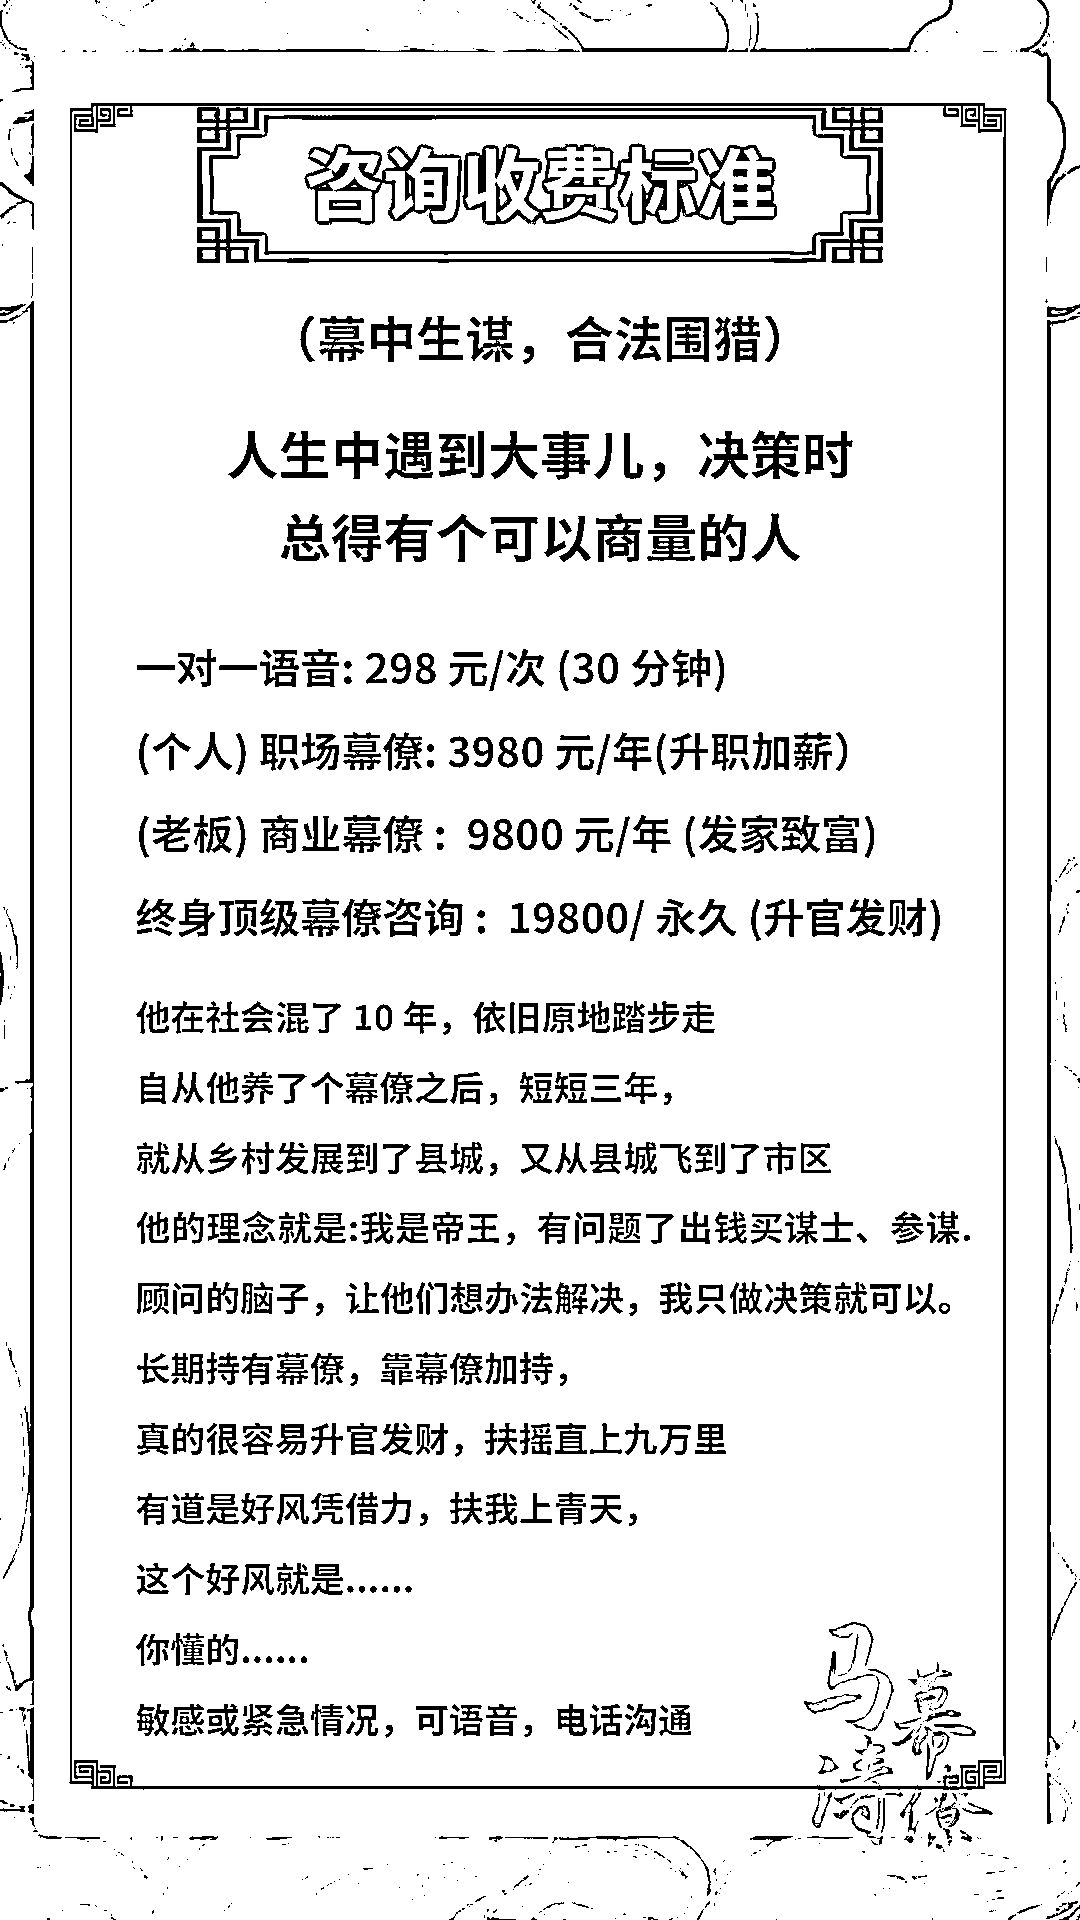 咨询收费标准
（幕中生谋，合法围猎）
人生中遇到大事儿，决策时
总得有个可以商量的人
一对一语音: 298 元/次 (30 分钟)
(个人) 职场幕僚: 3980 元/年(升职加薪）
(老板) 商业幕僚 : 9800 元/年 (发家致富)
终身顶级幕僚咨询 : 19800/ 永久 (升官发财)
他在社会混了 10 年，依旧原地踏步走
自从他养了个幕僚之后，短短三年，
就从乡村发展到了县城，又从县城飞到了市区
他的理念就是:我是帝王，有问题了出钱买谋士、参谋.
顾问的脑子，让他们想办法解决，我只做决策就可以。
长期持有幕僚，靠幕僚加持，
真的很容易升官发财，扶摇直上九万里
有道是好风凭借力，扶我上青天，
这个好风就是......
你懂的......
敏感或紧急情况，可语音，电话沟通
马涛
幕僚